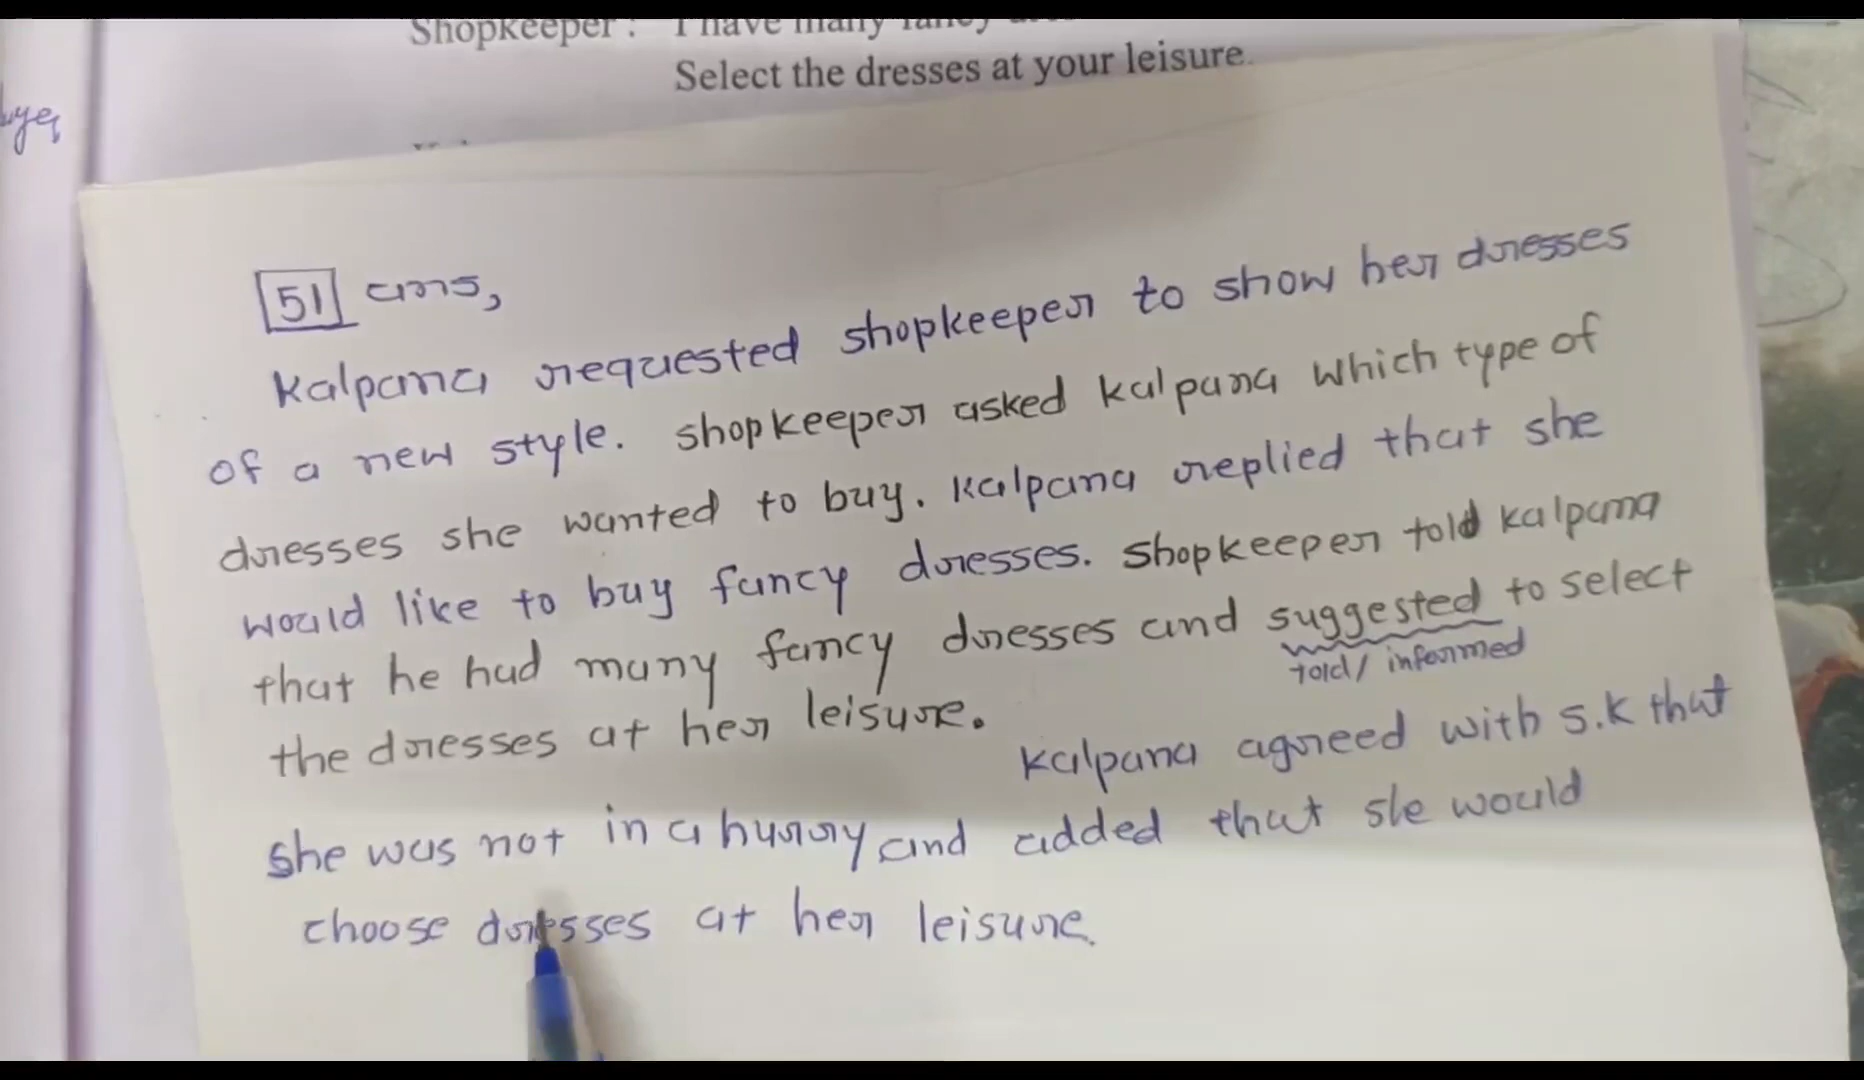 Shopkeeper : I have many fancy
Select the dresses at your leisure.
51 ans,
Kalpana requested shopkeeper to show her dresses
of a new style. Shopkeeper asked Kalpana which type of
dresses she wanted to buy. Kalpana replied that she
would like to buy fancy dresses. Shopkeeper told Kalpana
that he had many fancy dresses and suggested to select
told/ informed
the dresses at her leisure.
Kalpana agreed with S.K that
she was not in a hurry and added that she would
choose dresses at her leisure.